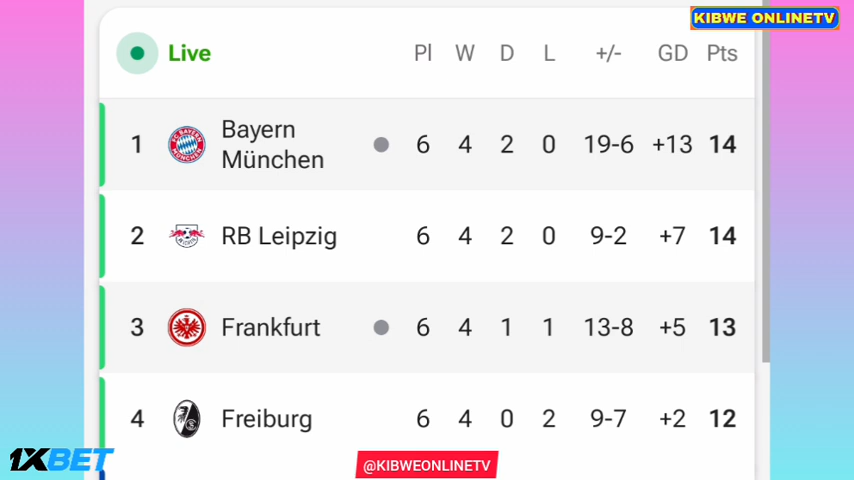 KIBWE ONLINETV
Live Pl W D L +/- GD Pts
1 Bayern München 6 4 2 0 19-6 +13 14
2 RB Leipzig 6 4 2 0 9-2 +7 14
3 Frankfurt 6 4 1 1 13-8 +5 13
4 Freiburg 6 4 0 2 9-7 +2 12
1XBET
@KIBWEONLINETV